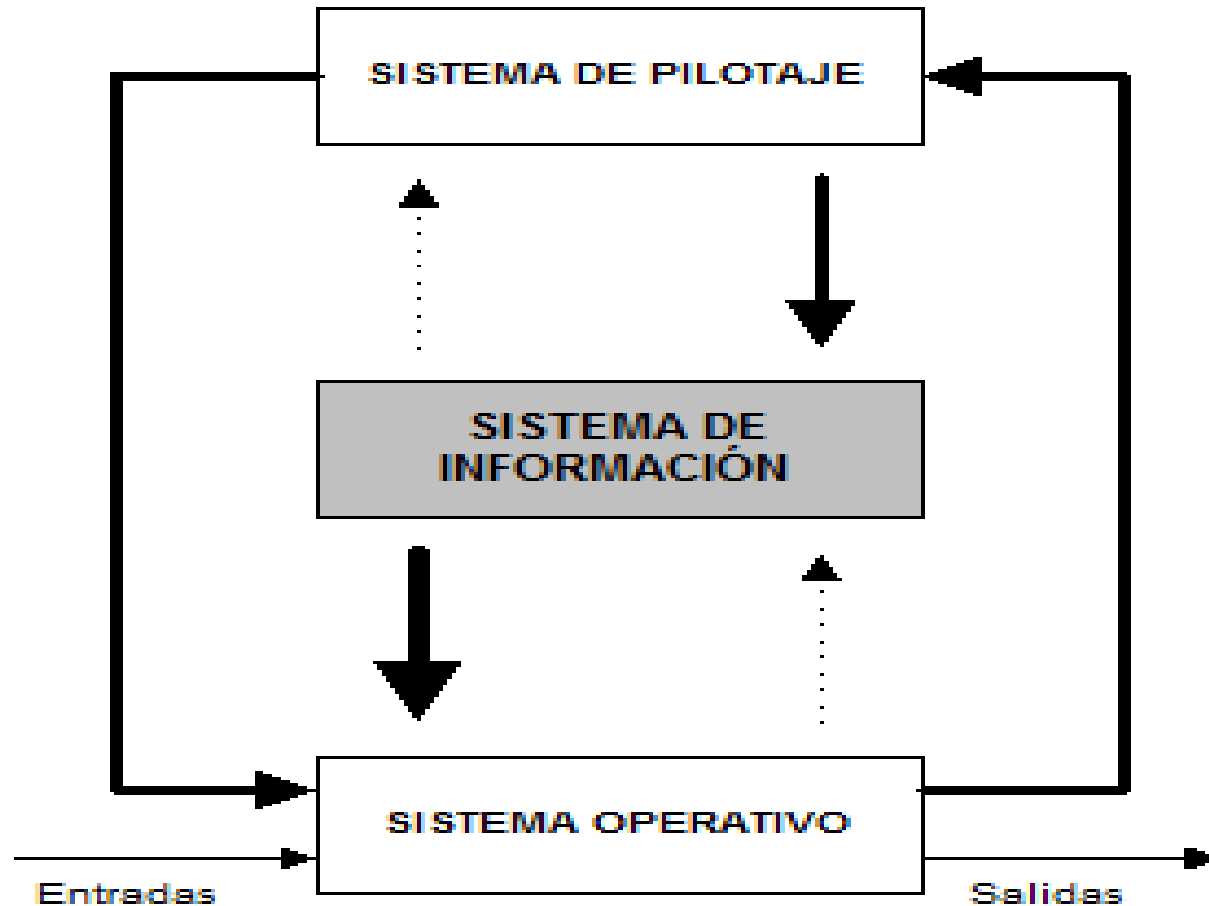 SISTEMA DE PILOTAJE
SISTEMA DE
INFORMACIÓN
SISTEMA OPERATIVO
Entradas
Salidas